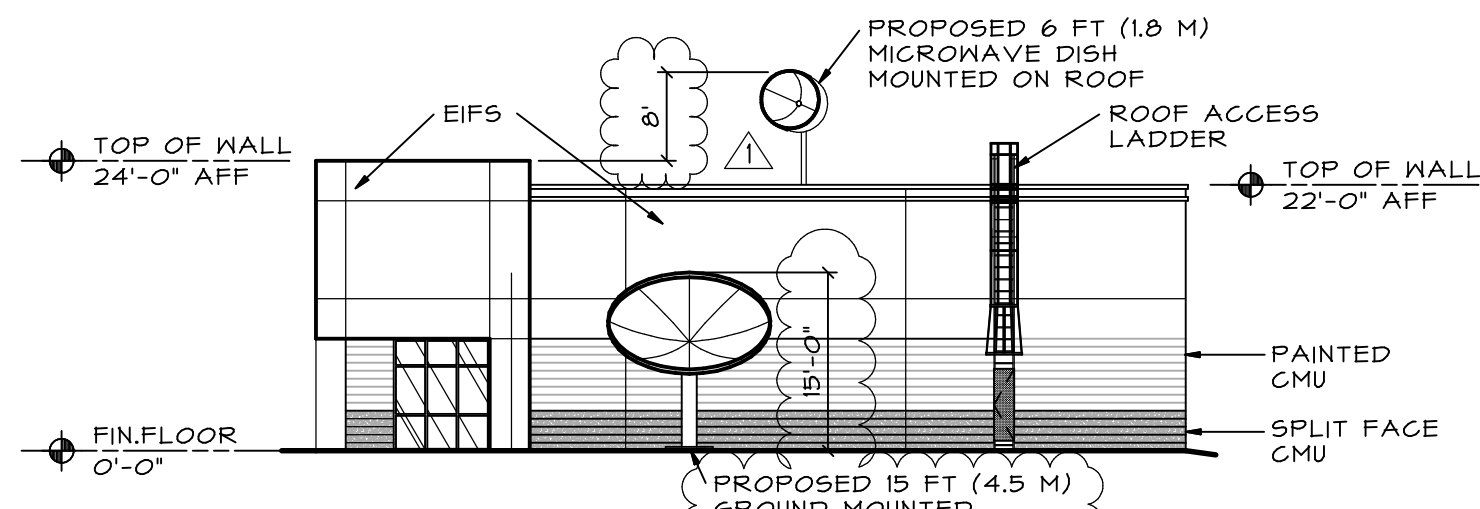 PROPOSED 6 FT (1.8 M)
MICROWAVE DISH
MOUNTED ON ROOF
8'
EIFS
1
ROOF ACCESS
LADDER
TOP OF WALL
24'-0" AFF
TOP OF WALL
22'-0" AFF
15'-0"
PAINTED
CMU
SPLIT FACE
CMU
FIN.FLOOR
0'-0"
PROPOSED 15 FT (4.5 M)
GROUND MOUNTED